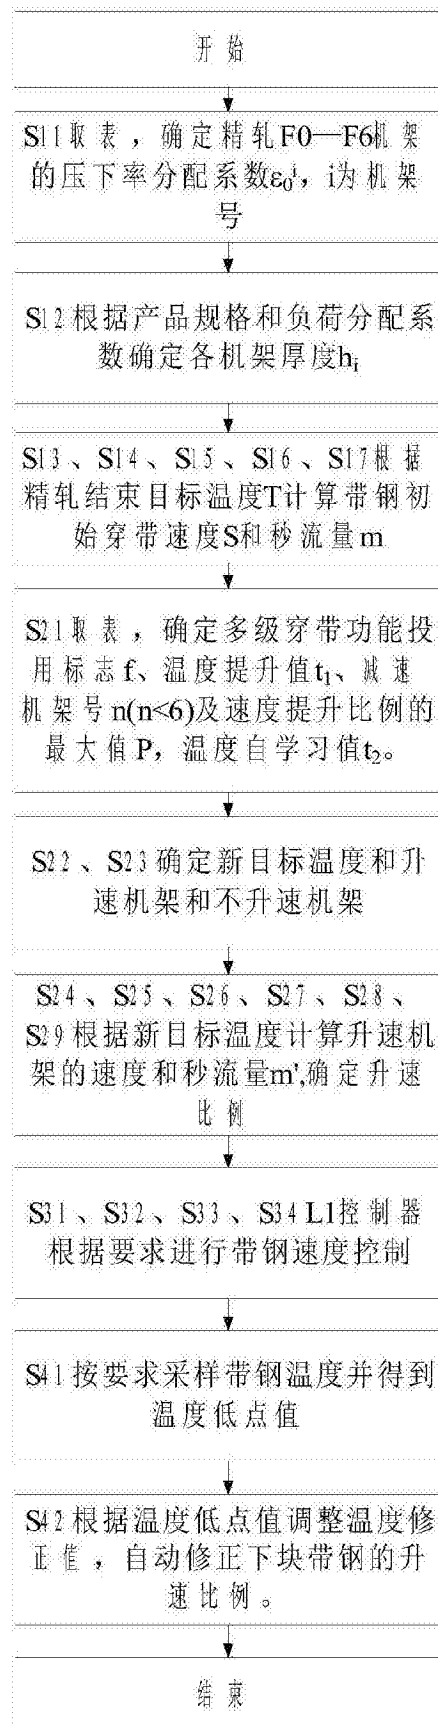 开始
S11取表，确定精轧F0—F6机架
的压下率分配系数ε₀ⁱ，i为机架
号
S12根据产品规格和负荷分配系
数确定各机架厚度hᵢ
S13、S14、S15、S16、S17根据
精轧结束目标温度T计算带钢初
始穿带速度S和秒流量m
S21取表，确定多级穿带功能投
用标志f、温度提升值t₁、减速
机架号n(n<6)及速度提升比例的
最大值P，温度自学习值t₂。
S22、S23确定新目标温度和升
速机架和不升速机架
S24、S25、S26、S27、S28、
S29根据新目标温度计算升速机
架的速度和秒流量m',确定升速
比例
S31、S32、S33、S34 L1控制器
根据要求进行带钢速度控制
S41按要求采样带钢温度并得到
温度低点值
S42根据温度低点值调整温度修
正值，自动修正下块带钢的升
速比例。
结束